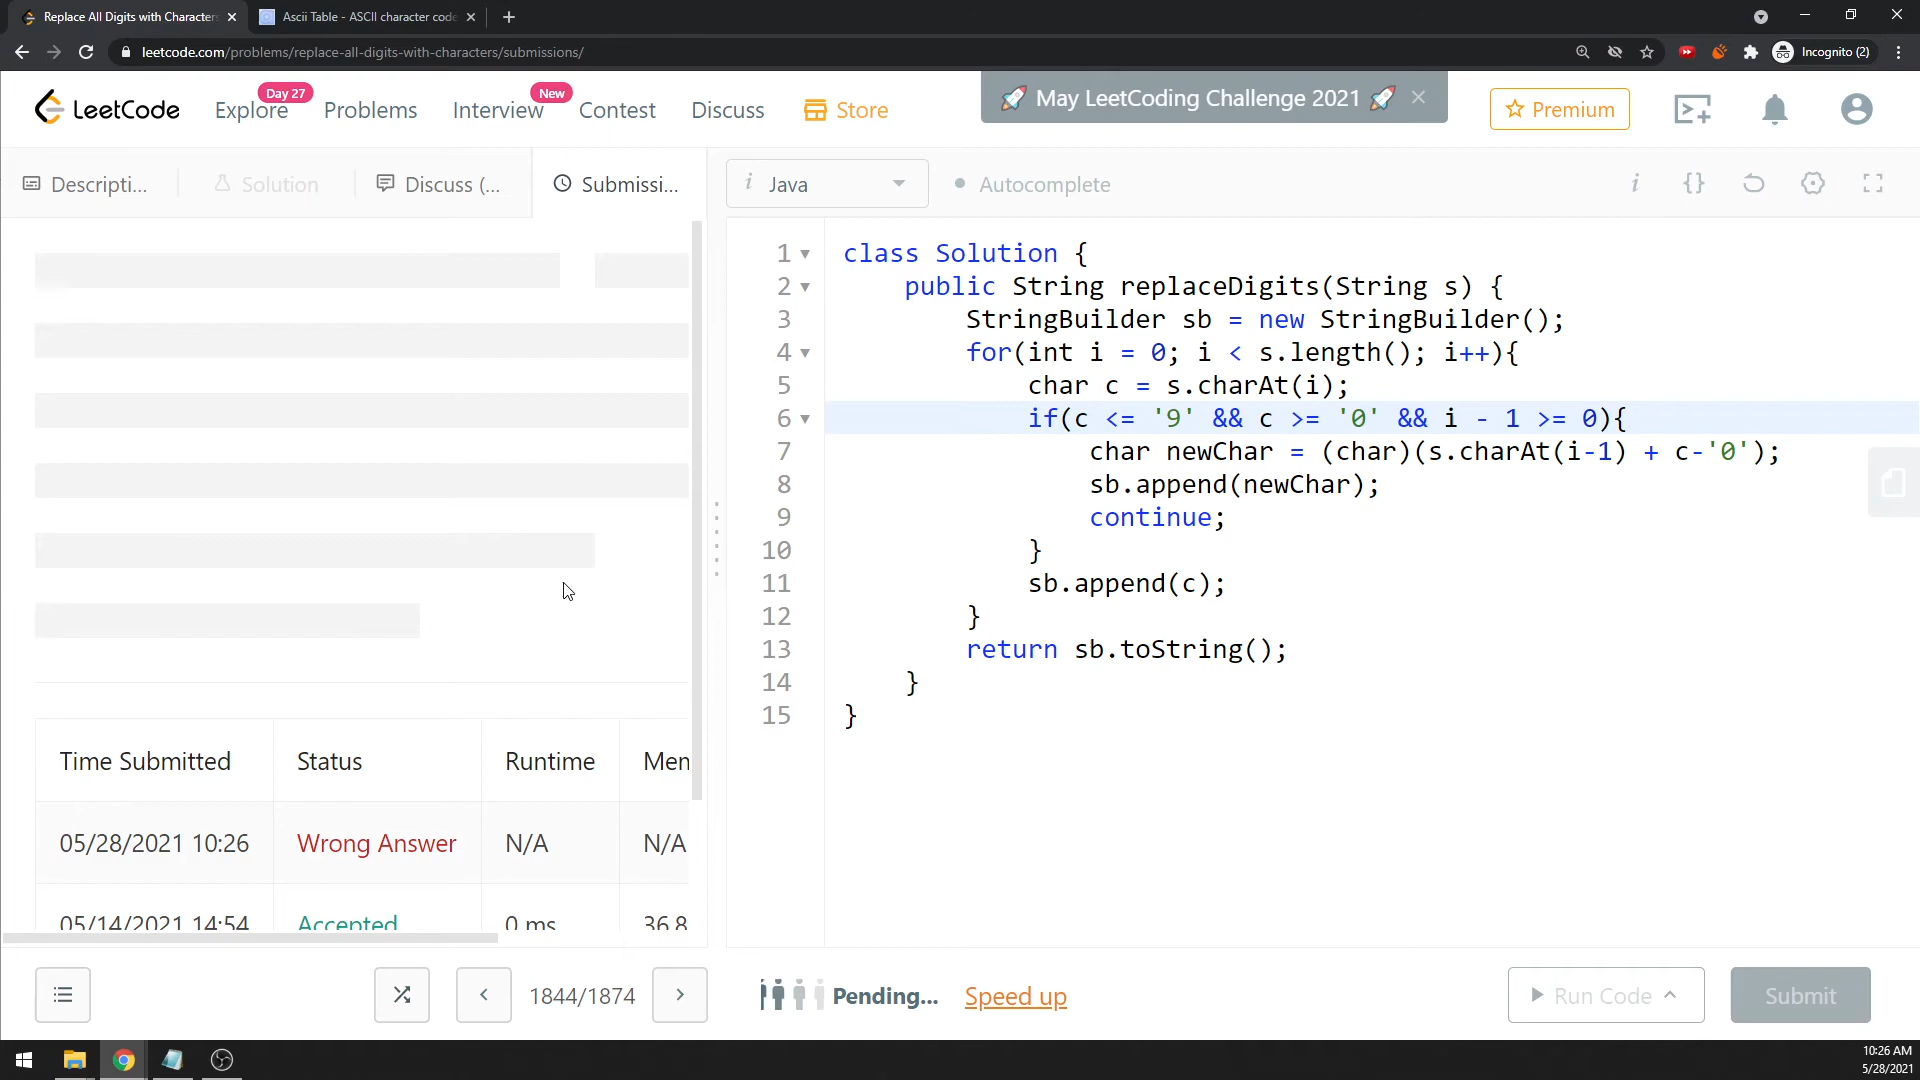 Replace All Digits with Characters
Ascii Table - ASCII character code
leetcode.com/problems/replace-all-digits-with-characters/submissions/
Incognito (2)
LeetCode
Explore
Day 27
Problems
Interview
New
Contest
Discuss
Store
🚀 May LeetCoding Challenge 2021 🚀
Premium
Descripti...
Solution
Discuss (...
Submissi...
i Java
Autocomplete
1 class Solution {
2 public String replaceDigits(String s) {
3 StringBuilder sb = new StringBuilder();
4 for(int i = 0; i < s.length(); i++){
5 char c = s.charAt(i);
6 if(c <= '9' && c >= '0' && i - 1 >= 0){
7 char newChar = (char)(s.charAt(i-1) + c-'0');
8 sb.append(newChar);
9 continue;
10 }
11 sb.append(c);
12 }
13 return sb.toString();
14 }
15 }
Time Submitted Status Runtime Mem
05/28/2021 10:26 Wrong Answer N/A N/A
05/14/2021 14:54 Accepted 0 ms 36.8
1844/1874
Pending...
Speed up
Run Code
Submit
10:26 AM
5/28/2021